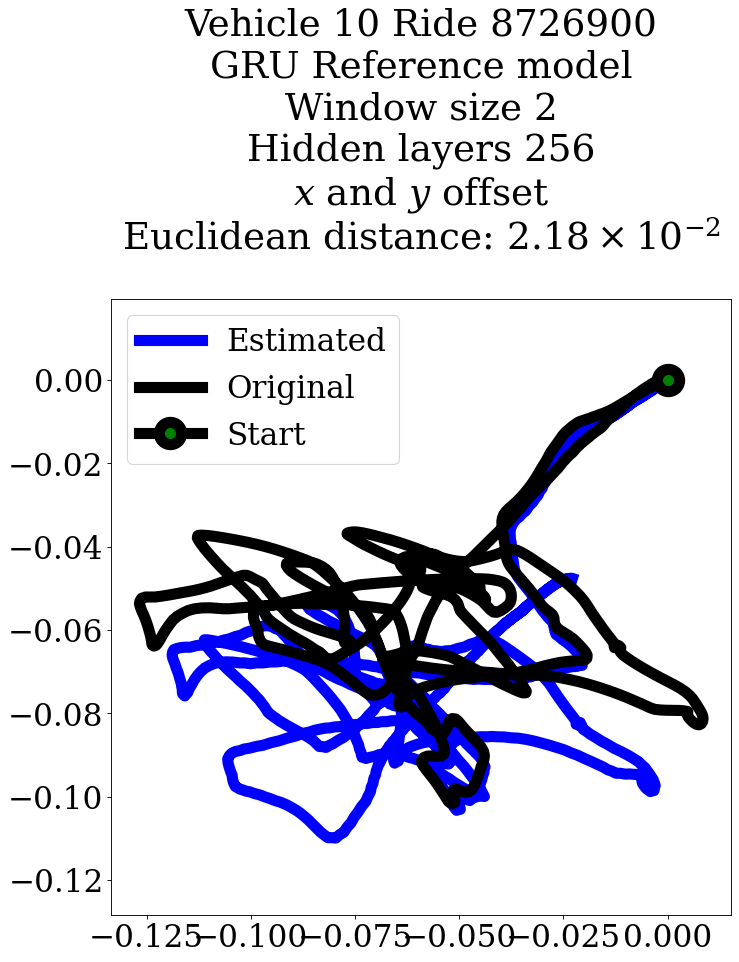 Vehicle 10 Ride 8726900
GRU Reference model
Window size 2
Hidden layers 256
x and y offset
Euclidean distance: 2.18 × 10⁻²
Estimated
Original
Start
0.00
−0.02
−0.04
−0.06
−0.08
−0.10
−0.12
−0.125 −0.100 −0.075 −0.050 −0.025 0.000